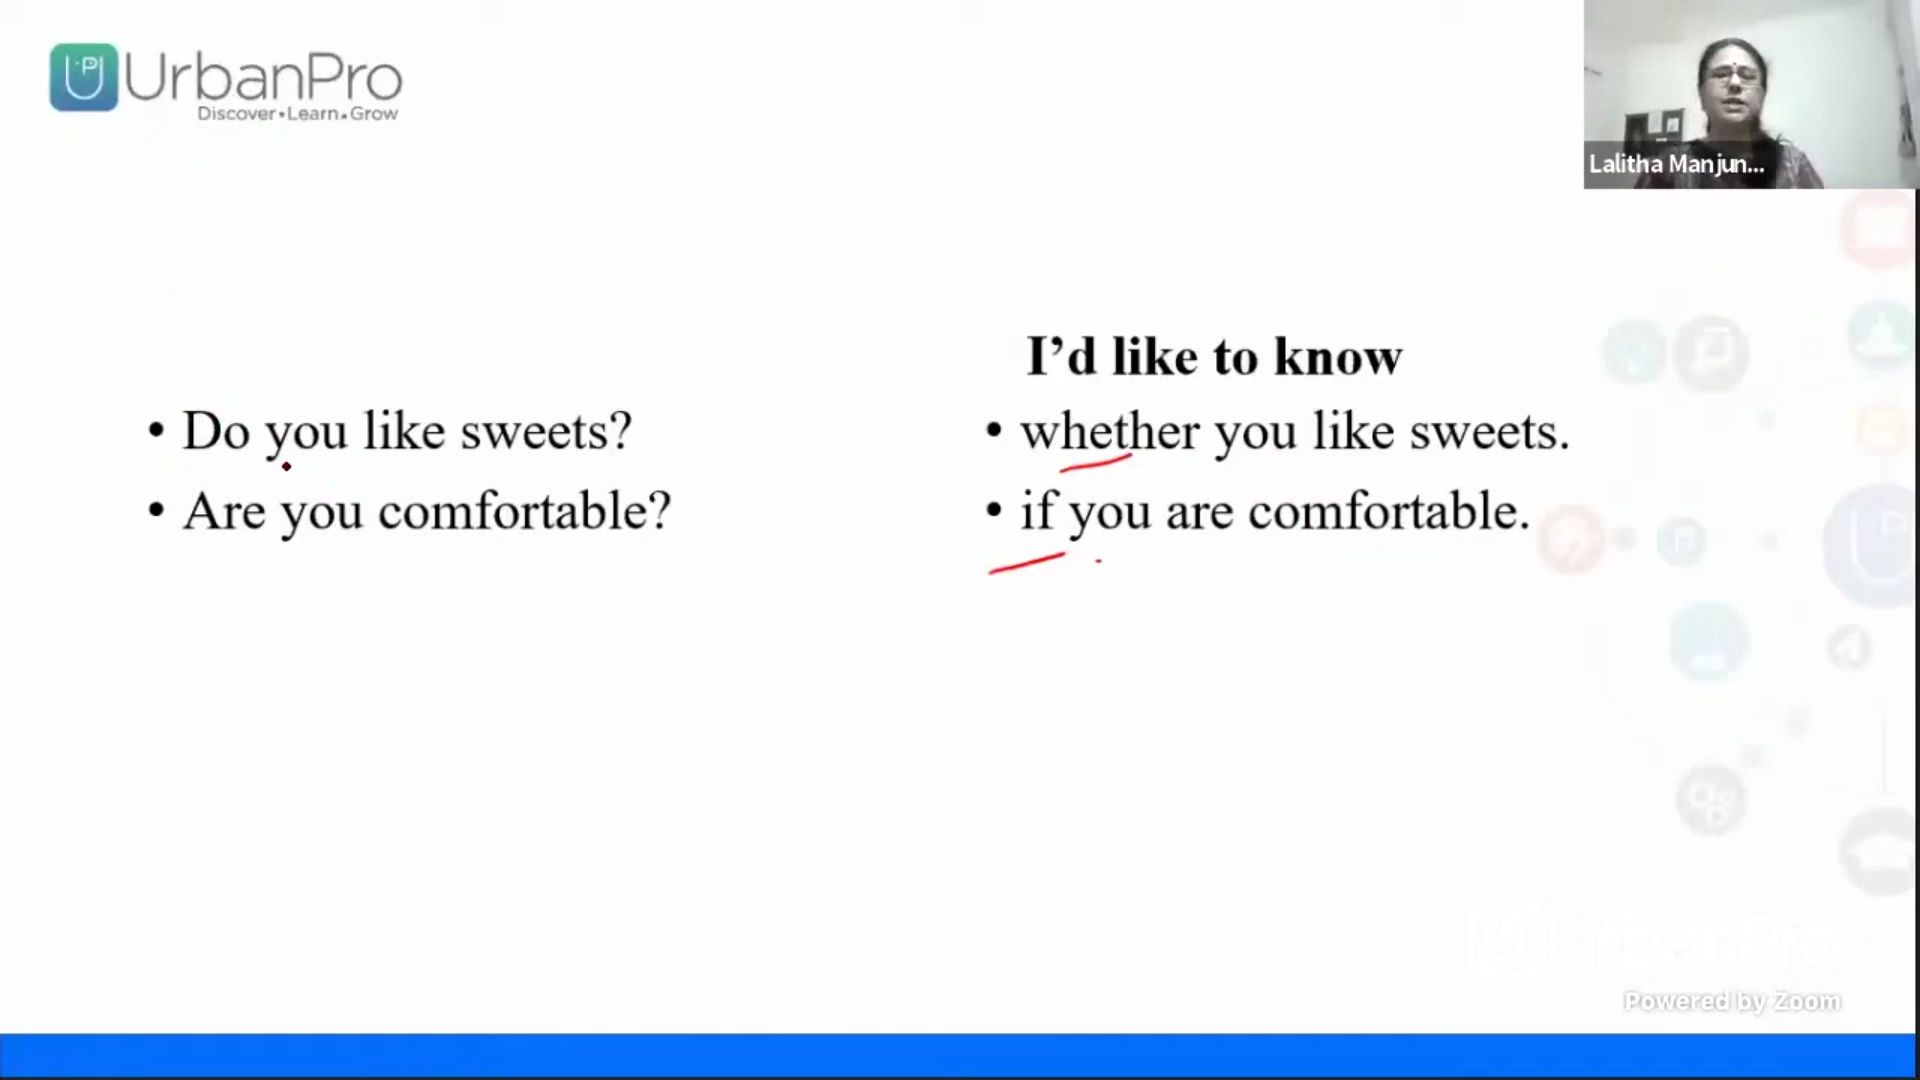 UrbanPro
Discover•Learn•Grow
Lalitha Manjun...
I’d like to know
• Do you like sweets?
• whether you like sweets.
• Are you comfortable?
• if you are comfortable.
UrbanPro
Powered by Zoom